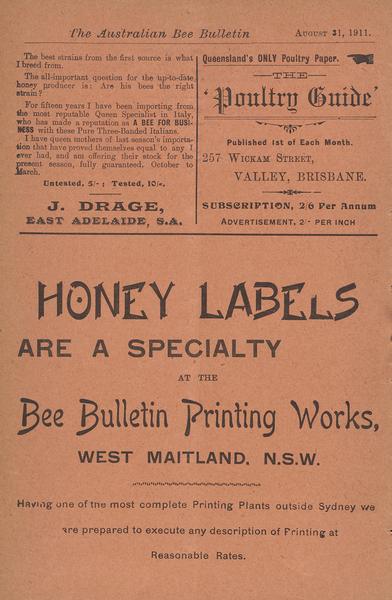 The Australian Bee Bulletin August 31, 1911.
The best strains from the first source is what
I breed from.
The all-important question for the up-to-date
honey producer is: Are his bees the right
strain?
For fifteen years I have been importing from
the most reputable Queen Specialist in Italy,
who has made a reputation as A BEE FOR BUSI-
NESS with these Pure Three-Banded Italians.
I have queen mothers of last season's importa-
tion that have proved themselves equal to any I
ever had, and am offering their stock for the
present season, fully guaranteed, October to
March.
Untested, 5/- ; Tested, 10/-.
J. DRAGE,
EAST ADELAIDE, S.A.
Queensland's ONLY Poultry Paper.
THE
'Poultry Guide'
Published 1st of Each Month.
257 Wickam Street,
Valley, Brisbane.
SUBSCRIPTION, 2/6 Per Annum
Advertisement, 2/- per inch
HONEY LABELS
ARE A SPECIALTY
AT THE
Bee Bulletin Printing Works,
WEST MAITLAND, N.S.W.
Having one of the most complete Printing Plants outside Sydney we
are prepared to execute any description of Printing at
Reasonable Rates.